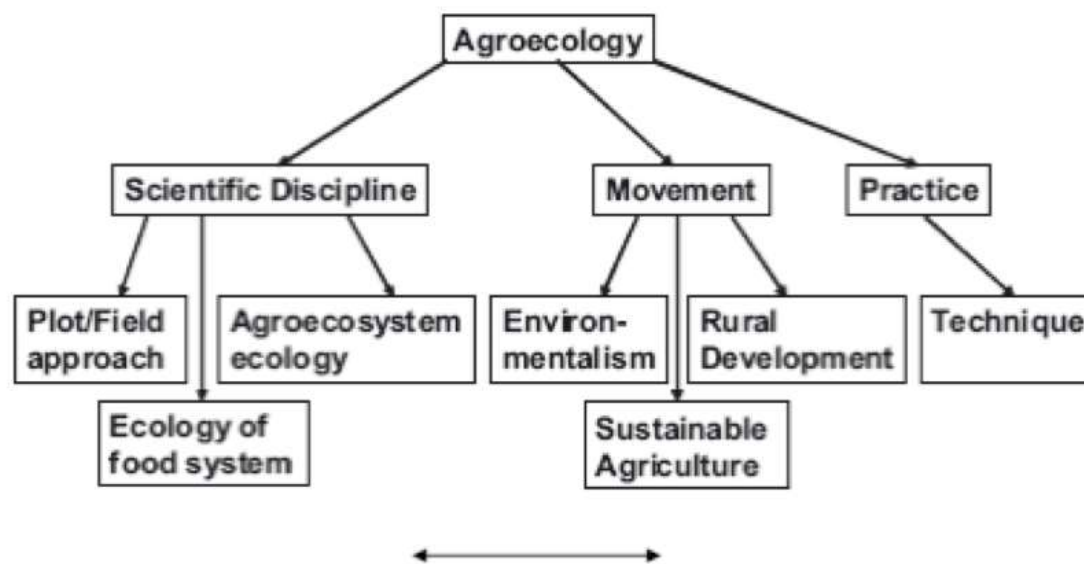 Agroecology
Scientific Discipline
Movement
Practice
Plot/Field
approach
Agroecosystem
ecology
Environ-
mentalism
Rural
Development
Technique
Ecology of
food system
Sustainable
Agriculture